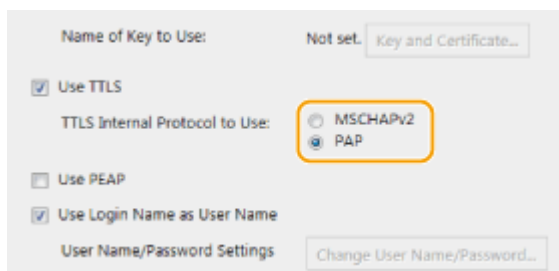 Name of Key to Use: Not set. Key and Certificate...
Use TTLS
TTLS Internal Protocol to Use: MSCHAPv2
PAP
Use PEAP
Use Login Name as User Name
User Name/Password Settings Change User Name/Password...